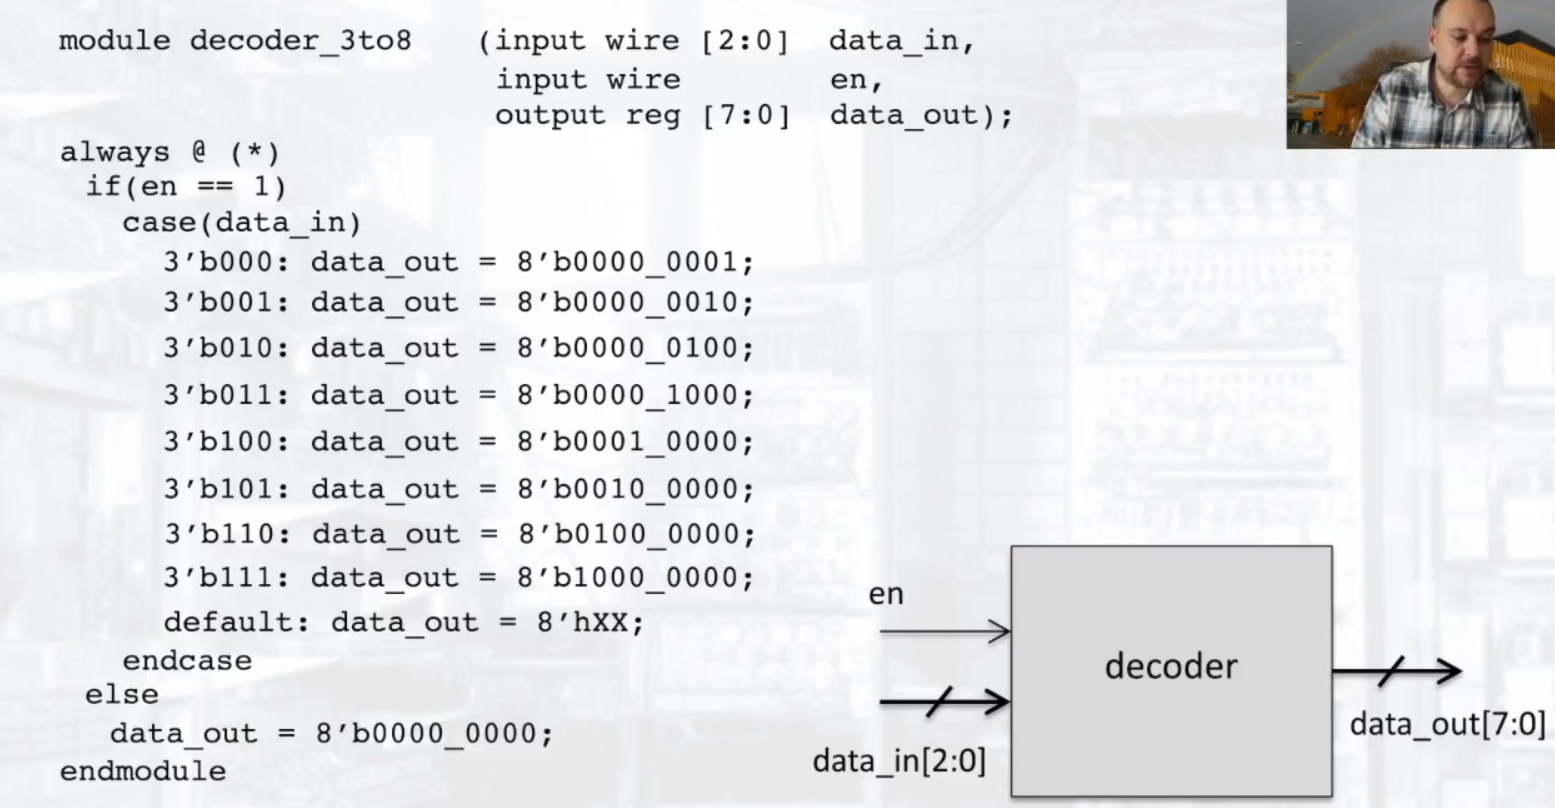 module decoder_3to8 (input wire [2:0] data_in,
input wire en,
output reg [7:0] data_out);
always @ (*)
if(en == 1)
case(data_in)
3′b000: data_out = 8′b0000_0001;
3′b001: data_out = 8′b0000_0010;
3′b010: data_out = 8′b0000_0100;
3′b011: data_out = 8′b0000_1000;
3′b100: data_out = 8′b0001_0000;
3′b101: data_out = 8′b0010_0000;
3′b110: data_out = 8′b0100_0000;
3′b111: data_out = 8′b1000_0000;
default: data_out = 8′hXX;
endcase
else
data_out = 8′b0000_0000;
endmodule
en
decoder
data_in[2:0]
data_out[7:0]